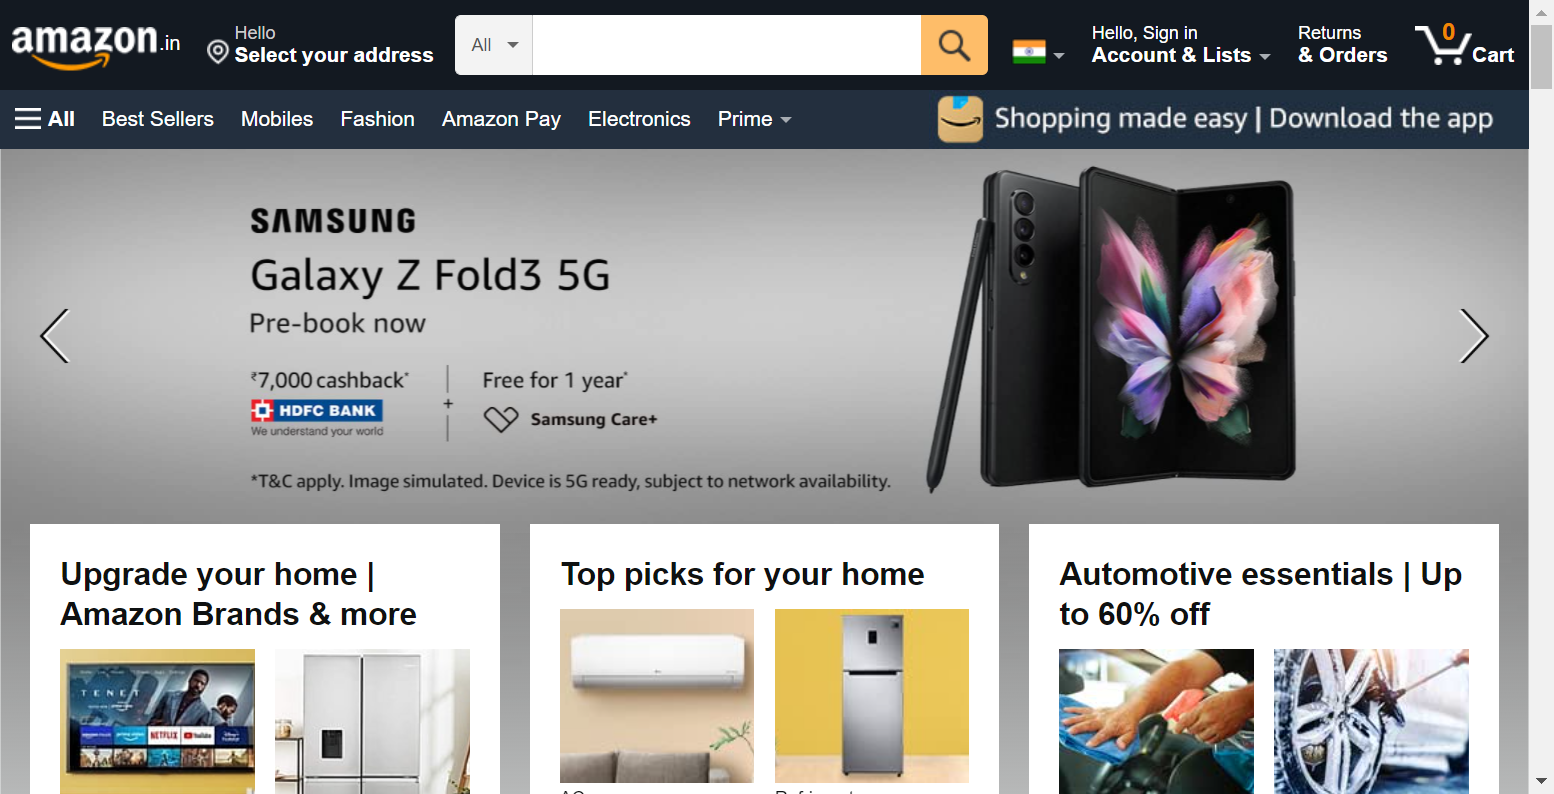 amazon.in
Hello
Select your address
All
Hello, Sign in
Account & Lists
Returns
& Orders
0
Cart
All
Best Sellers
Mobiles
Fashion
Amazon Pay
Electronics
Prime
Shopping made easy | Download the app
SAMSUNG
Galaxy Z Fold3 5G
Pre-book now
₹7,000 cashback*
HDFC BANK
We understand your world
+
Free for 1 year*
Samsung Care+
*T&C apply. Image simulated. Device is 5G ready, subject to network availability.
Upgrade your home |
Amazon Brands & more
TENET
NETFLIX
YouTube
Top picks for your home
LG
Automotive essentials | Up
to 60% off